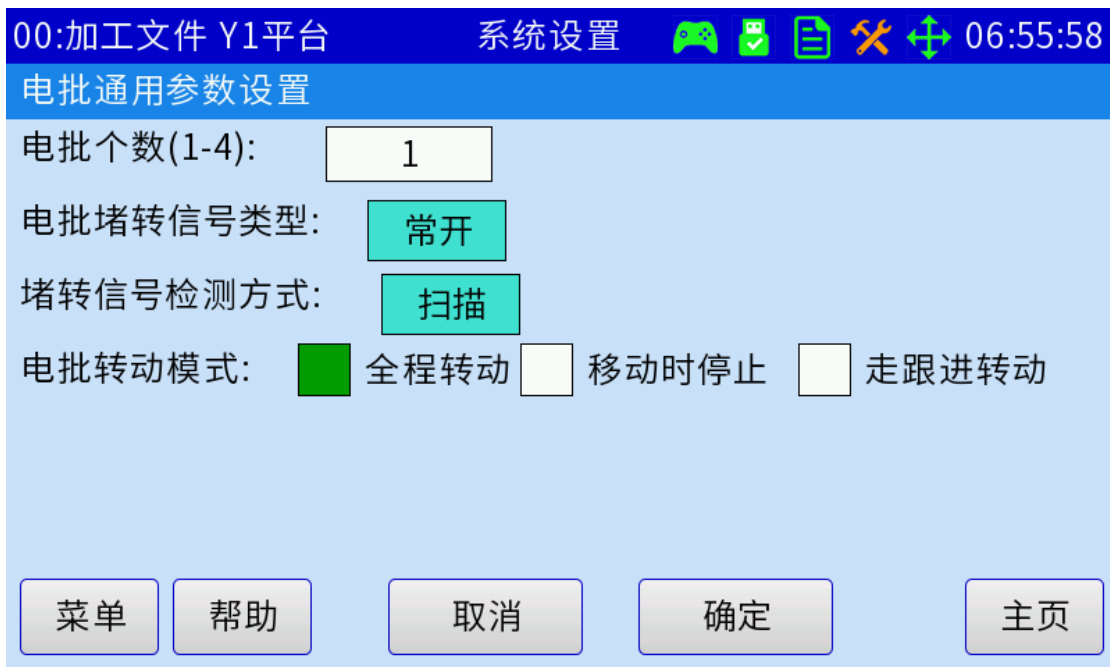 00:加工文件 Y1平台 系统设置 06:55:58
电批通用参数设置
电批个数(1-4): 1
电批堵转信号类型: 常开
堵转信号检测方式: 扫描
电批转动模式: 全程转动 移动时停止 走跟进转动
菜单 帮助 取消 确定 主页